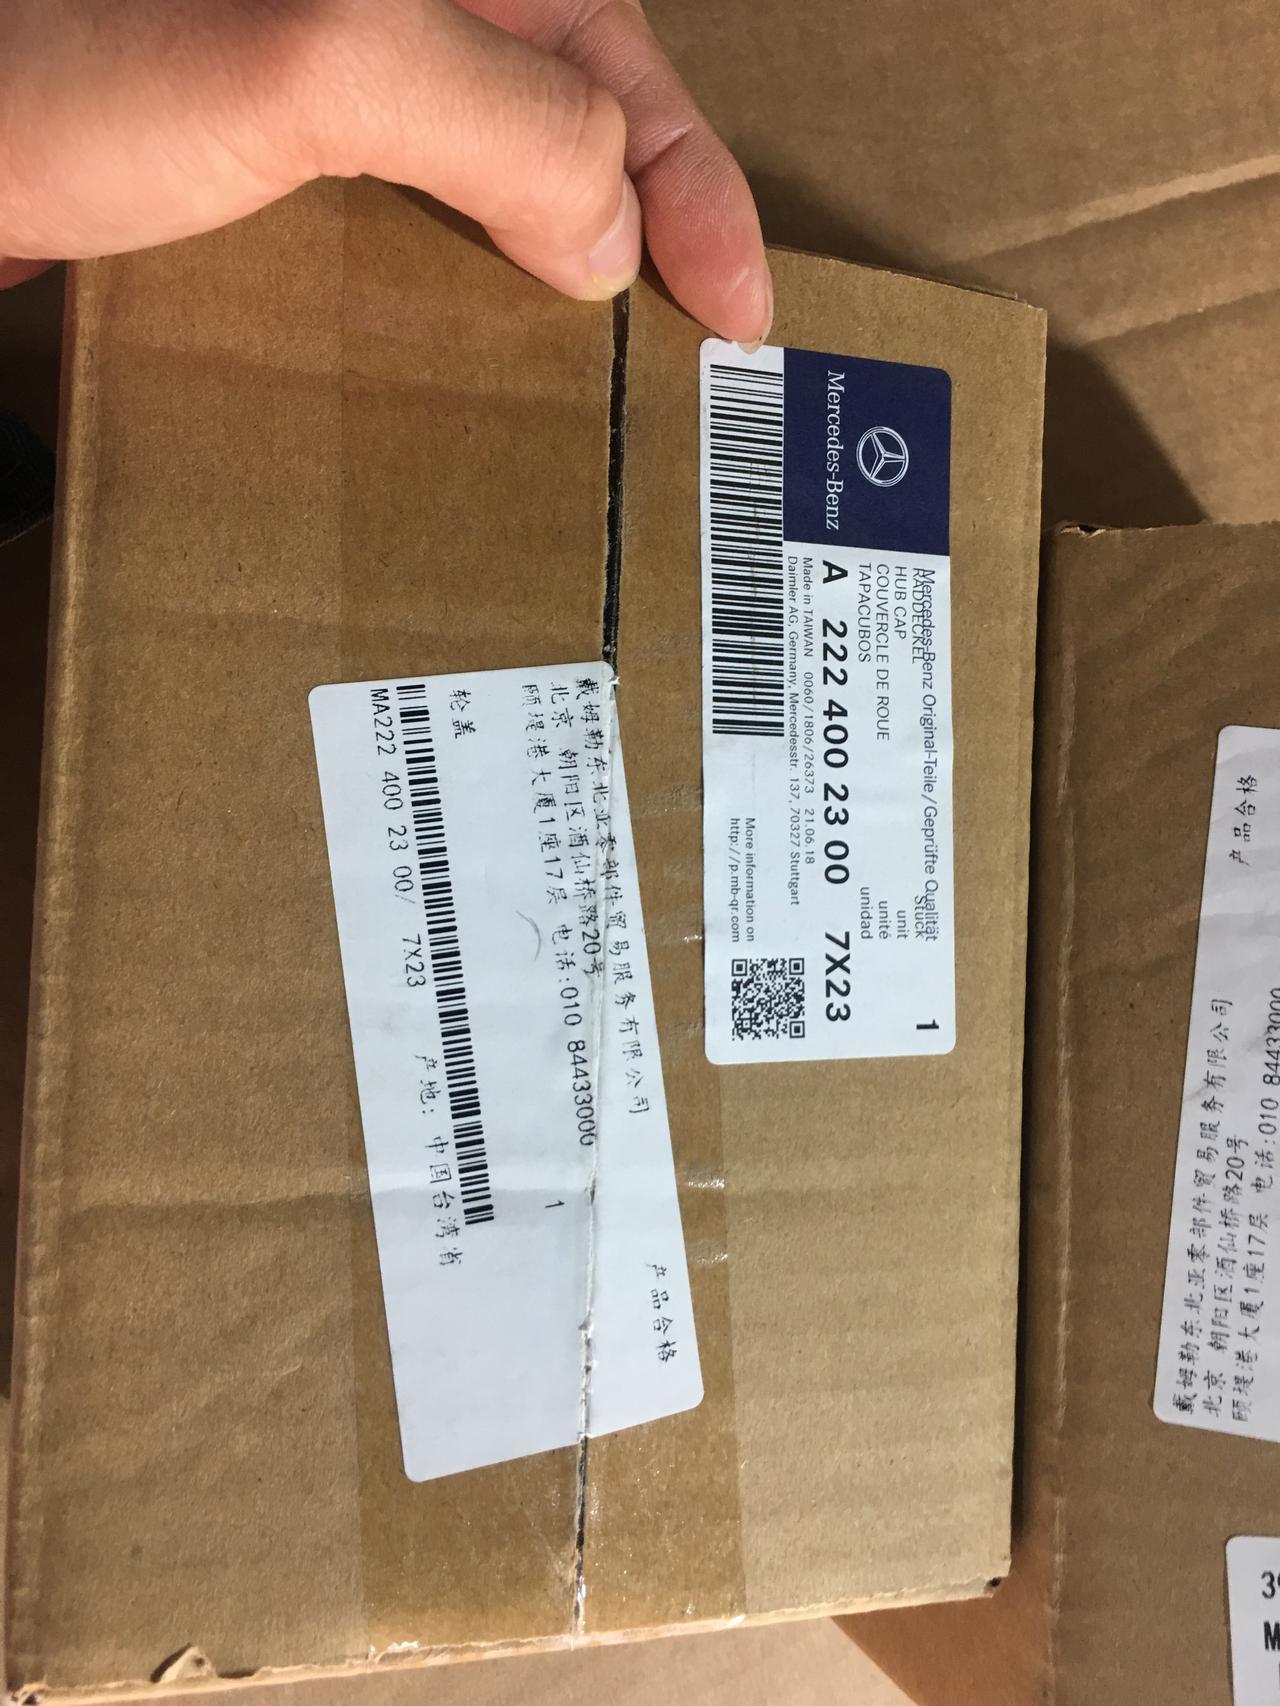 Mercedes-Benz
Mercedes-Benz Original-Teile/Geprüfte Qualität
RADDECKEL Stück 1
HUB CAP unit
COUVERCLE DE ROUE unité
TAPACUBOS unidad
A 222 400 23 00 7X23
Made in TAIWAN 0060/1806/26373 21.06.18
Daimler AG, Germany, Mercedesstr. 137, 70327 Stuttgart
More information on
http://p.mb-qr.com
产品合格
戴姆勒东北亚零部件贸易服务有限公司
北京 朝阳区酒仙桥路20号
颐堤港大厦1座17层 电话:010 84433000
1
轮盖
MA222 400 23 00/ 7X23 产地: 中国台湾省
产品合格
戴姆勒东北亚零部件贸易服务有限公司
北京 朝阳区酒仙桥路20号
颐堤港大厦1座17层 电话:010 8443300